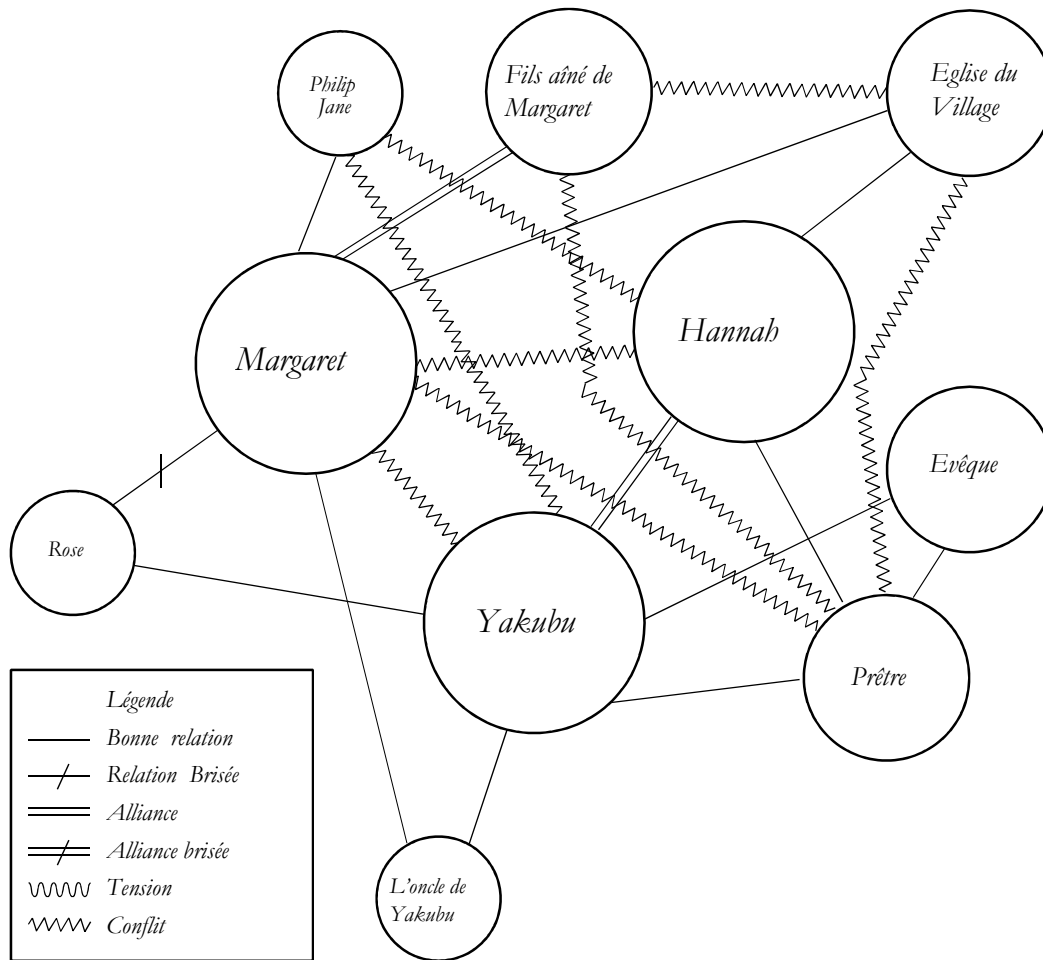 Philip
Jane
Fils aîné de
Margaret
Eglise du
Village
Margaret
Hannah
Evêque
Rose
Yakubu
Prêtre
L'oncle de
Yakubu
Légende
Bonne relation
Relation Brisée
Alliance
Alliance brisée
Tension
Conflit